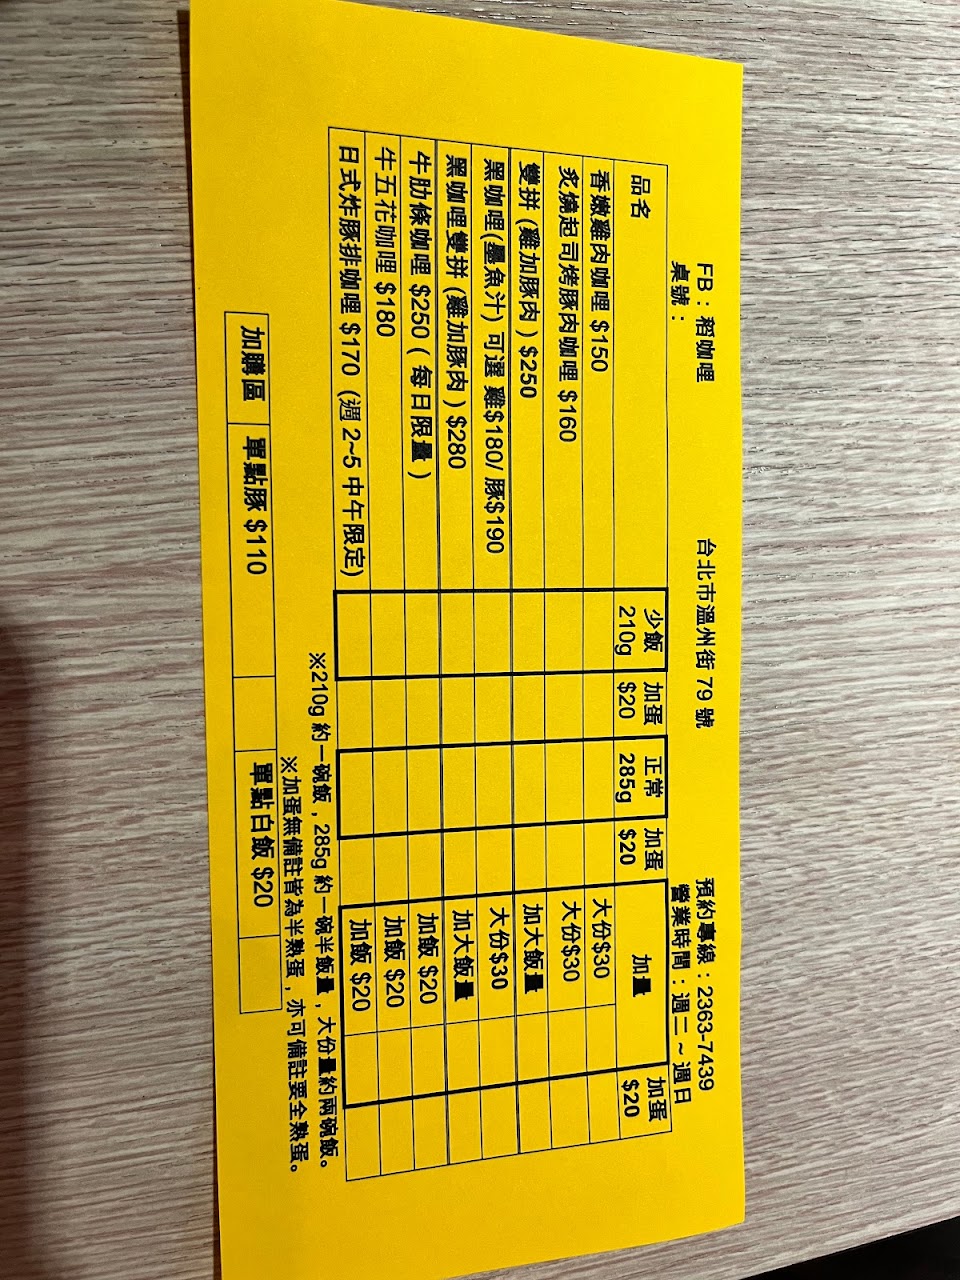 FB：稻咖哩 台北市溫州街 79 號 預約專線：2363-7439
桌號： 營業時間：週二 ~ 週日
品名 少飯 210g 加蛋 $20 正常 285g 加蛋 $20 加量 加蛋 $20
香嫩雞肉咖哩 $150 大份$30
炙燒起司烤豚肉咖哩 $160 大份$30
雙拼 (雞加豚肉) $250 加大飯量
黑咖哩(墨魚汁) 可選 雞$180/ 豚$190 大份$30
黑咖哩雙拼 (雞加豚肉) $280 加大飯量
牛肋條咖哩 $250 ( 每日限量 ) 加飯 $20
牛五花咖哩 $180 加飯 $20
日式炸豚排咖哩 $170 (週 2~5 中午限定) 加飯 $20
※210g 約一碗飯，285g 約一碗半飯量，大份量約兩碗飯。
※加蛋無備註皆為半熟蛋，亦可備註要全熟蛋。
加購區 單點豚 $110 單點白飯 $20